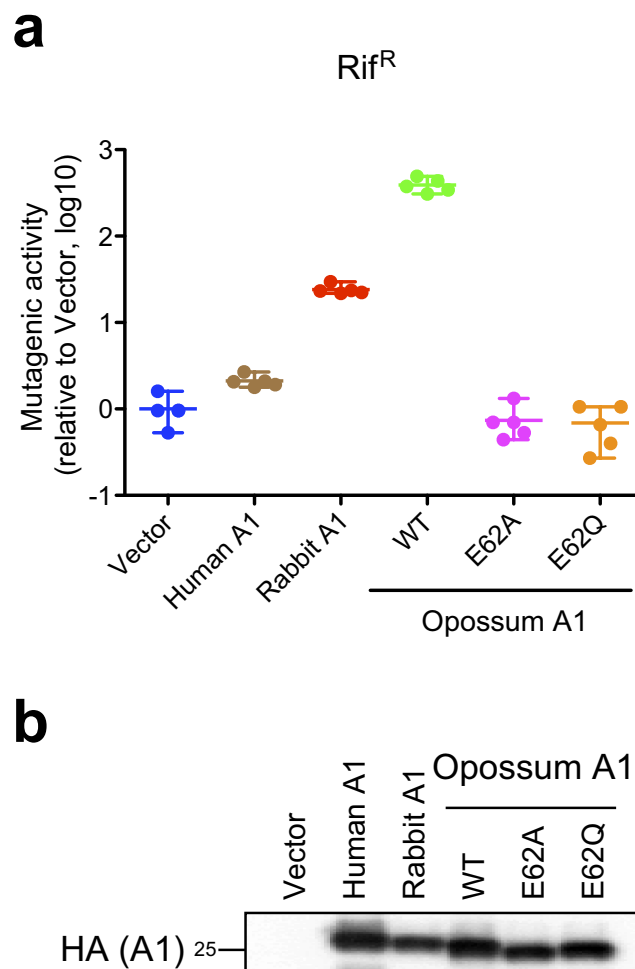 a
Rif^R
Mutagenic activity
(relative to Vector, log10)
3
2
1
0
-1
Vector
Human A1
Rabbit A1
WT
E62A
E62Q
Opossum A1
b
Opossum A1
Vector
Human A1
Rabbit A1
WT
E62A
E62Q
HA (A1)
25